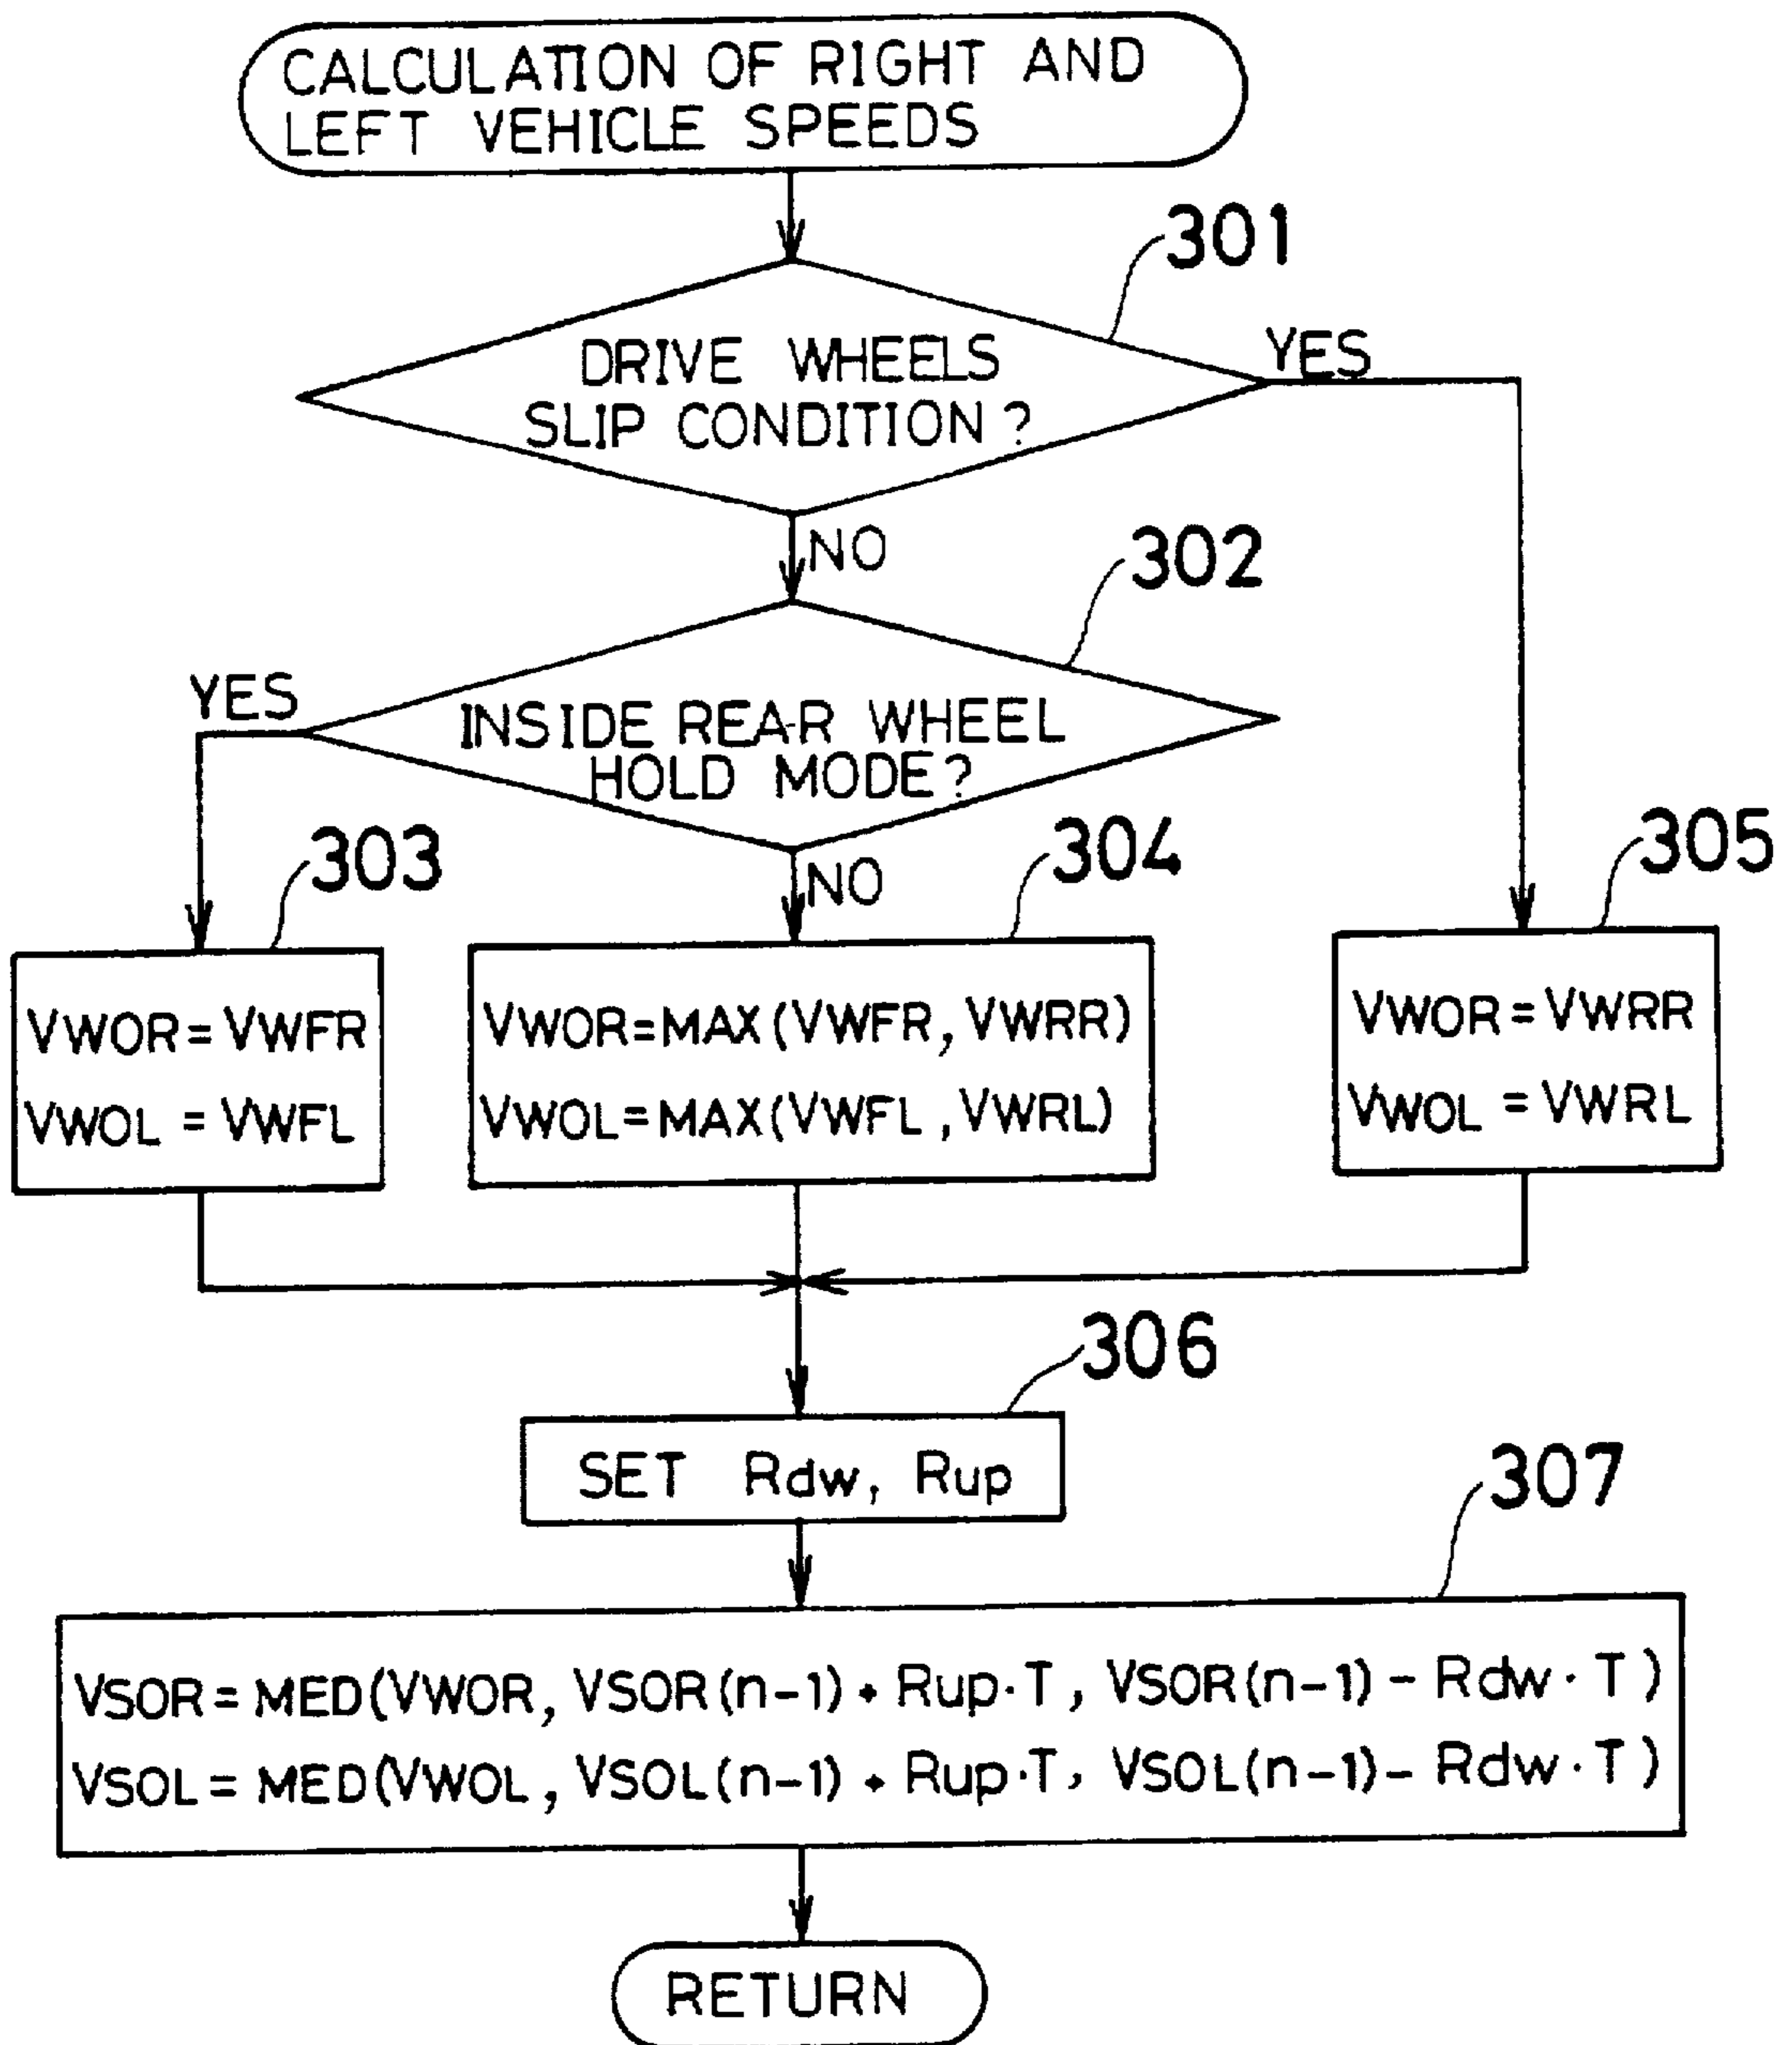 CALCULATION OF RIGHT AND
LEFT VEHICLE SPEEDS
301
DRIVE WHEELS
SLIP CONDITION?
YES
NO
302
INSIDE REAR WHEEL
HOLD MODE?
YES
NO
303
VWOR=VWFR
VWOL=VWFL
304
VWOR=MAX(VWFR, VWRR)
VWOL=MAX(VWFL, VWRL)
305
VWOR=VWRR
VWOL=VWRL
306
SET Rdw, Rup
307
VSOR=MED(VWOR, VSOR(n-1)+Rup·T, VSOR(n-1)-Rdw·T)
VSOL=MED(VWOL, VSOL(n-1)+Rup·T, VSOL(n-1)-Rdw·T)
RETURN